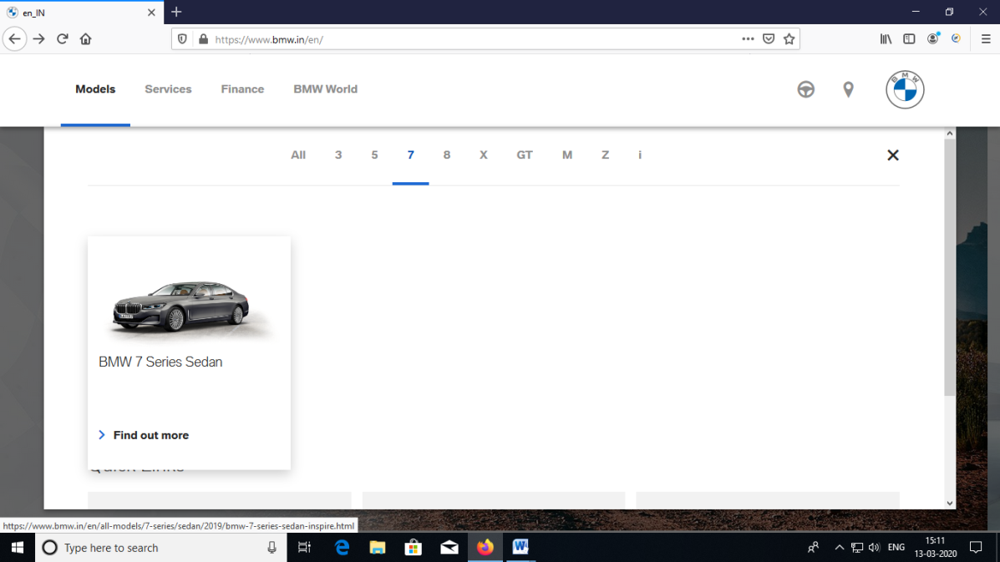 en_IN
https://www.bmw.in/en/
Models Services Finance BMW World
BMW
All 3 5 7 8 X GT M Z i
BMW 7 Series Sedan
Find out more
Quick Links
https://www.bmw.in/en/all-models/7-series/sedan/2019/bmw-7-series-sedan-inspire.html
Type here to search
ENG
15:11
13-03-2020